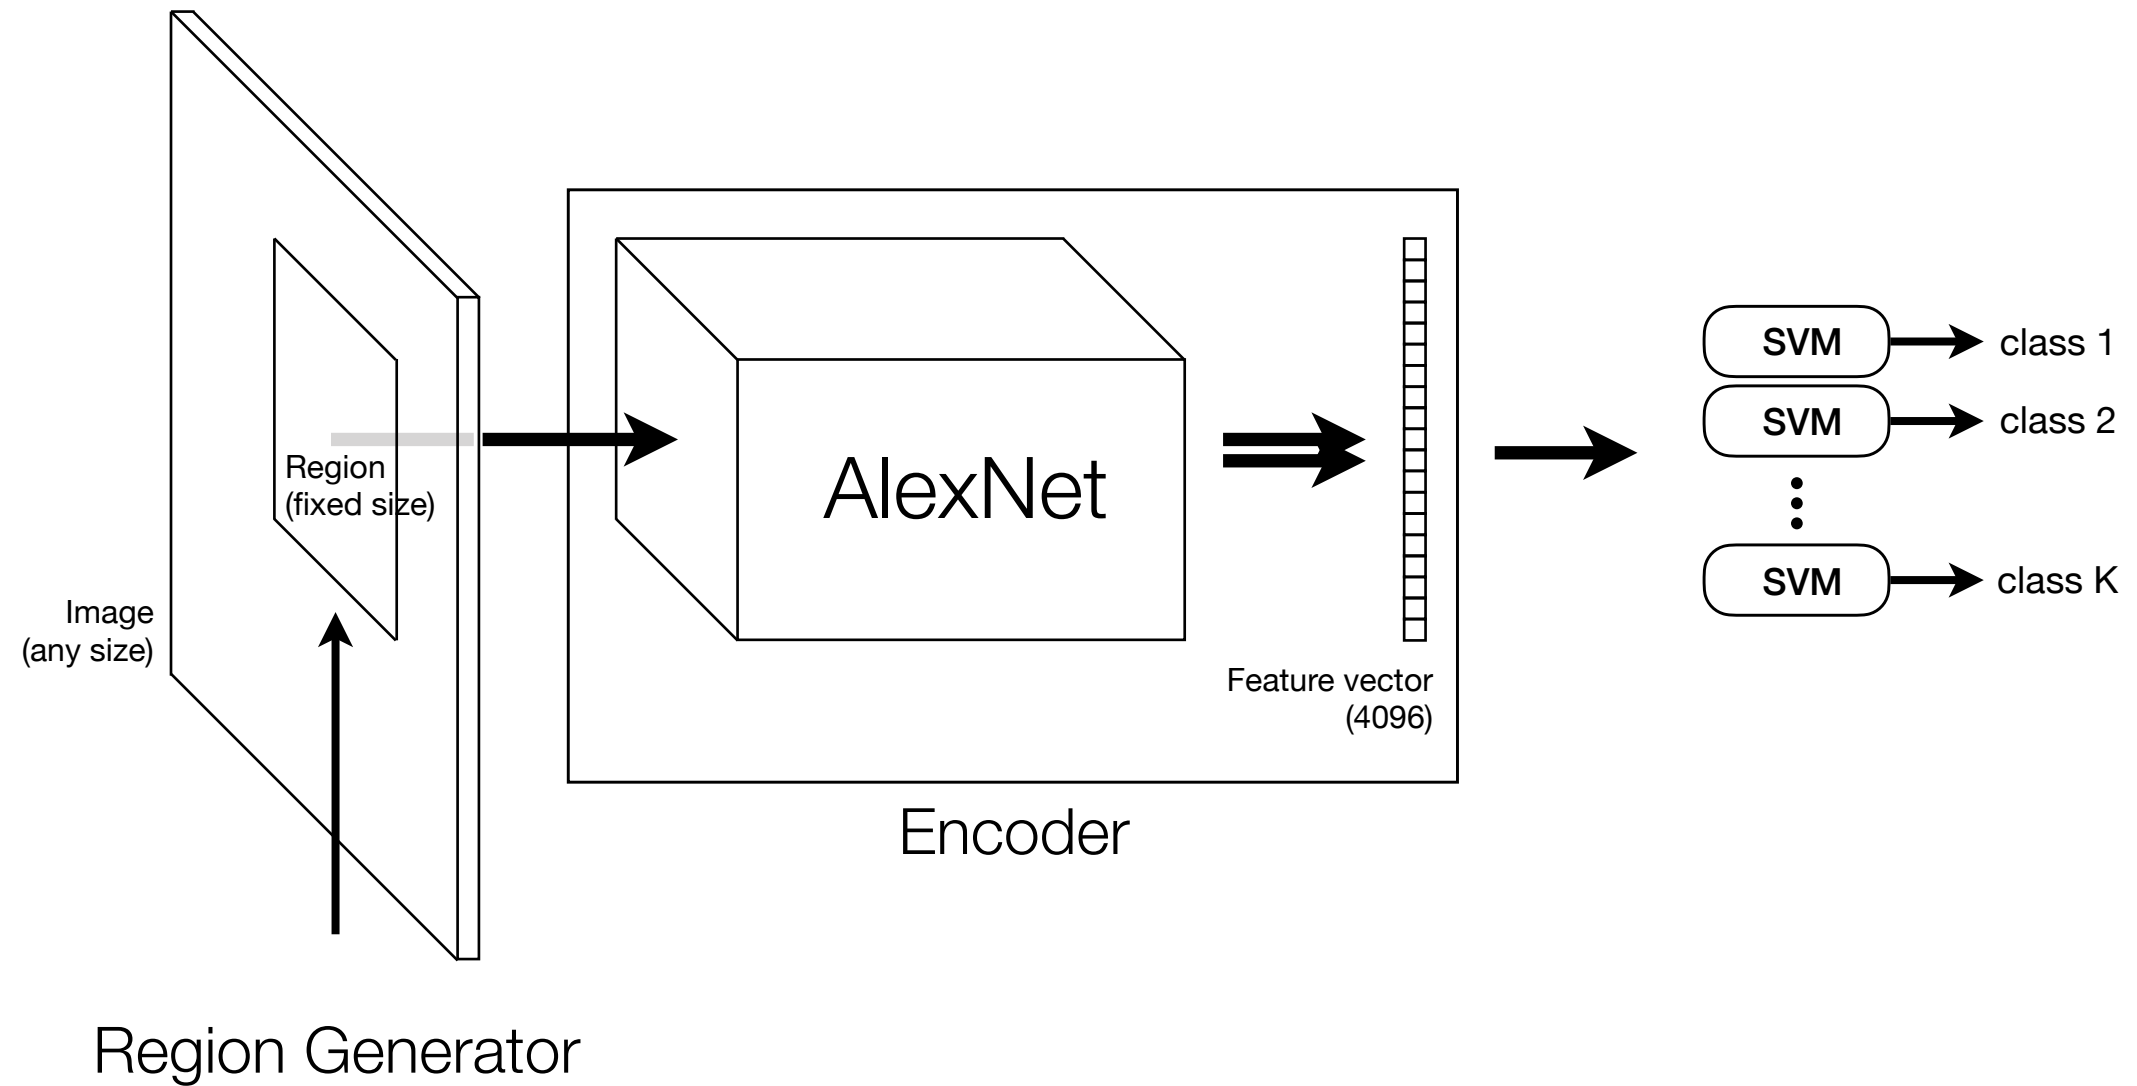 Image
(any size)
Region
(fixed size)
AlexNet
Feature vector
(4096)
Encoder
SVM
class 1
SVM
class 2
SVM
class K
Region Generator